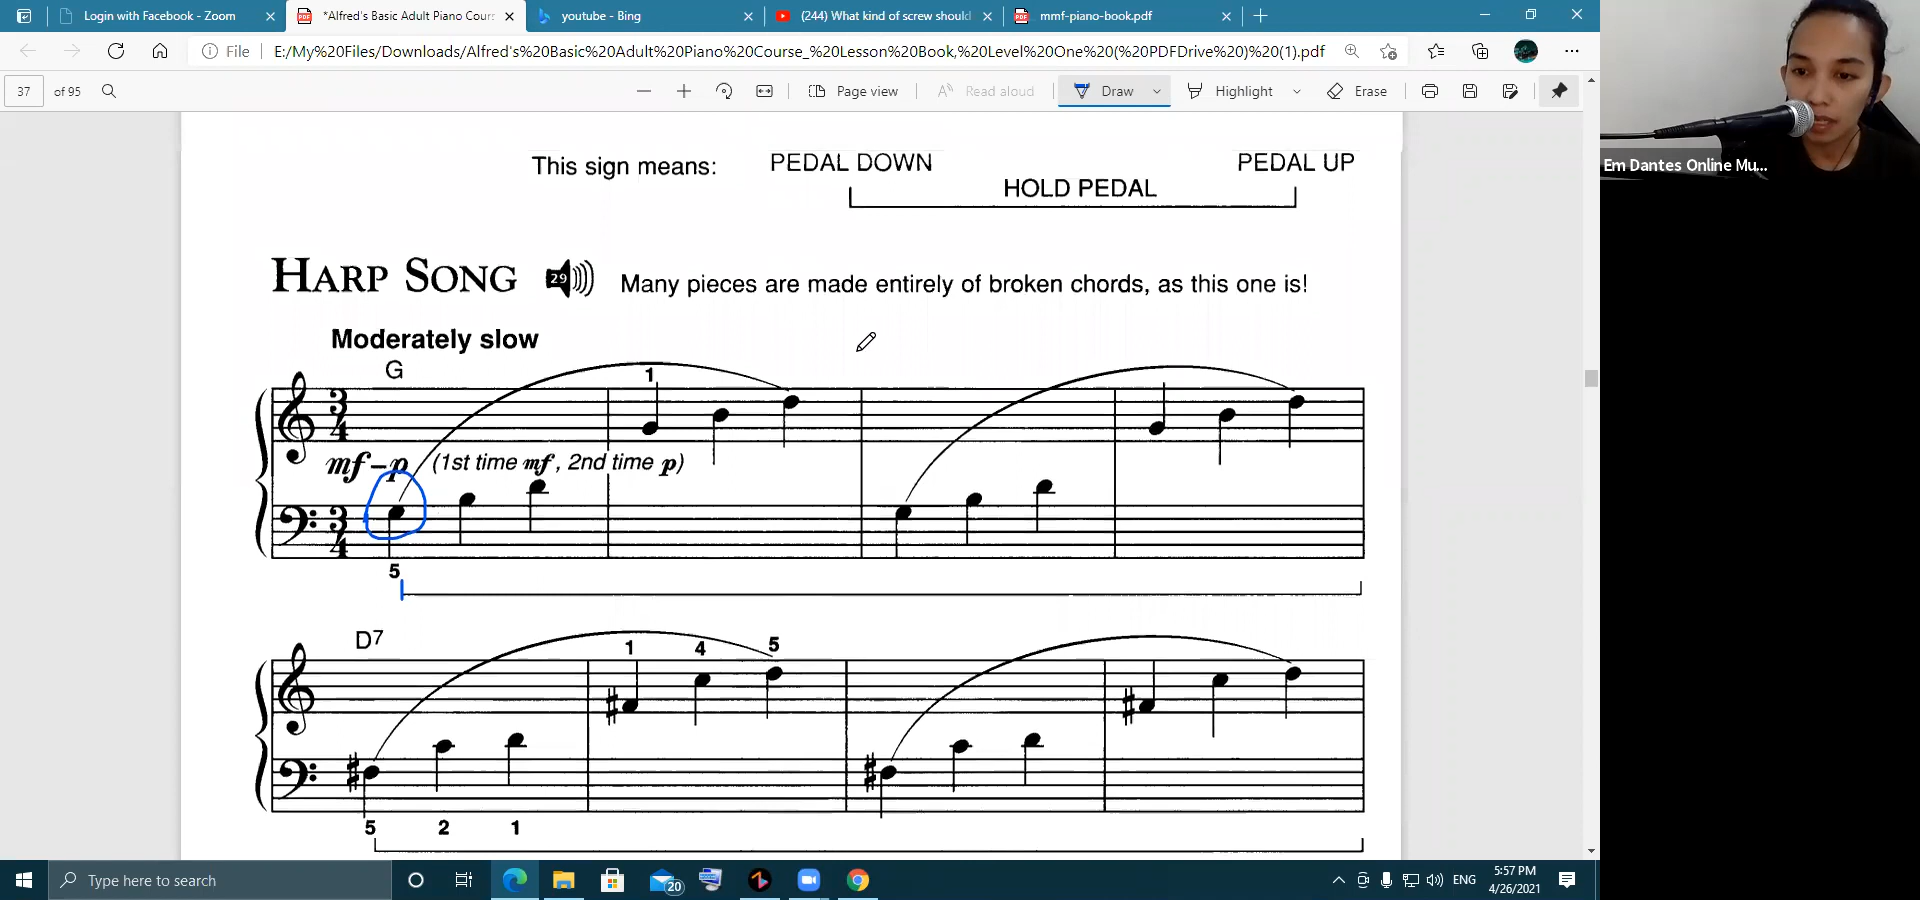 Login with Facebook - Zoom
*Alfred's Basic Adult Piano Cour
youtube - Bing
(244) What kind of screw should
mmf-piano-book.pdf
File E:/My%20Files/Downloads/Alfred's%20Basic%20Adult%20Piano%20Course_%20Lesson%20Book,%20Level%20One%20(%20PDFDrive%20)%20(1).pdf
37 of 95 Page view Read aloud Draw Highlight Erase
Em Dantes Online Mu...
This sign means: PEDAL DOWN PEDAL UP
HOLD PEDAL
HARP SONG 29 Many pieces are made entirely of broken chords, as this one is!
Moderately slow
G
1
3 4
mf–p (1st time mf, 2nd time p)
3 4
5
D7
1 4 5
5 2 1
Type here to search
20
ENG
5:57 PM
4/26/2021